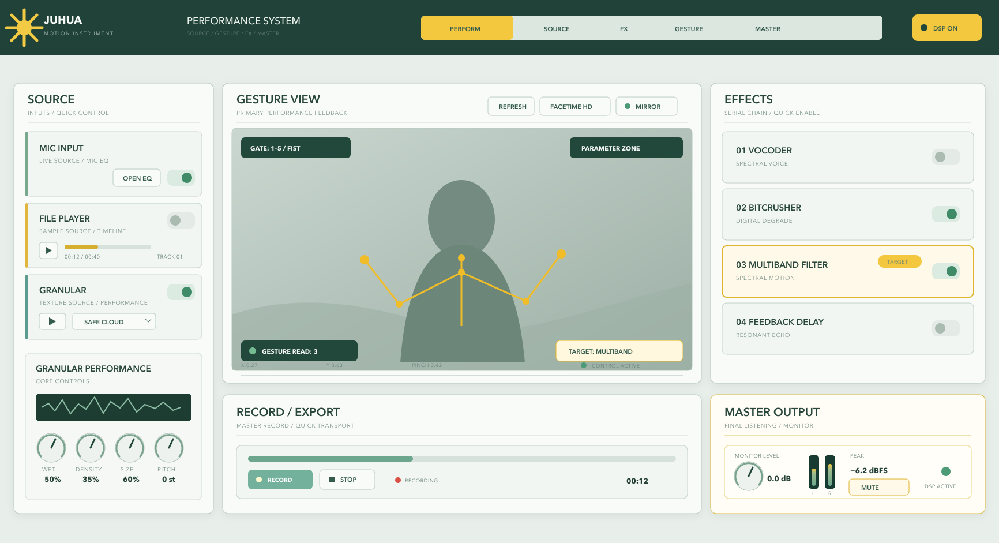 JUHUA
MOTION INSTRUMENT
PERFORMANCE SYSTEM
SOURCE / GESTURE / FX / MASTER
PERFORM
SOURCE
FX
GESTURE
MASTER
DSP ON
SOURCE
INPUTS / QUICK CONTROL
MIC INPUT
LIVE SOURCE / MIC EQ
OPEN EQ
FILE PLAYER
SAMPLE SOURCE / TIMELINE
00:12 / 00:40
TRACK 01
GRANULAR
TEXTURE SOURCE / PERFORMANCE
SAFE CLOUD
GRANULAR PERFORMANCE
CORE CONTROLS
WET
DENSITY
SIZE
PITCH
50%
35%
60%
0 st
GESTURE VIEW
PRIMARY PERFORMANCE FEEDBACK
REFRESH
FACETIME HD
MIRROR
GATE: 1-5 / FIST
PARAMETER ZONE
GESTURE READ: 3
TARGET: MULTIBAND
X 0.27
Y 0.63
PINCH 0.42
CONTROL ACTIVE
RECORD / EXPORT
MASTER RECORD / QUICK TRANSPORT
RECORD
STOP
RECORDING
00:12
EFFECTS
SERIAL CHAIN / QUICK ENABLE
01 VOCODER
SPECTRAL VOICE
02 BITCRUSHER
DIGITAL DEGRADE
03 MULTIBAND FILTER
TARGET
SPECTRAL MOTION
04 FEEDBACK DELAY
RESONANT ECHO
MASTER OUTPUT
FINAL LISTENING / MONITOR
MONITOR LEVEL
0.0 dB
L
R
PEAK
−6.2 dBFS
MUTE
DSP ACTIVE